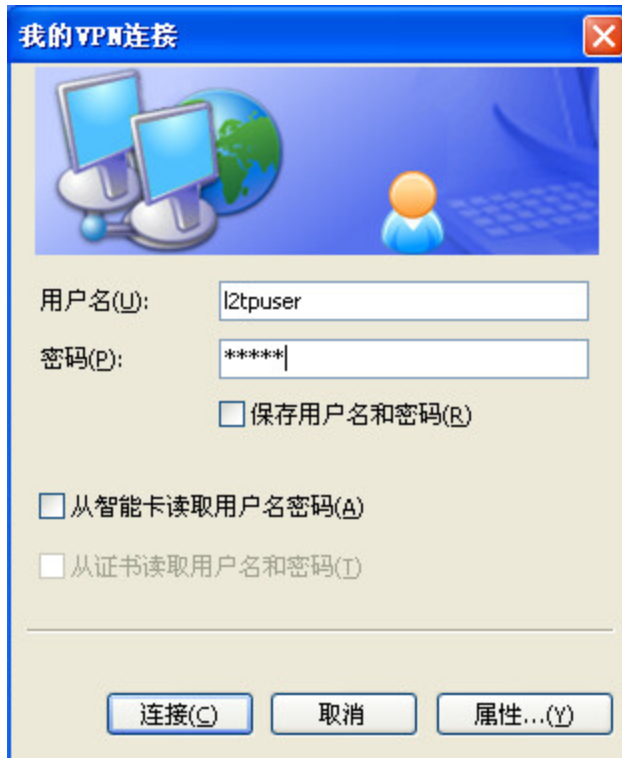 我的VPN连接
用户名(U): l2tpuser
密码(P): *****
保存用户名和密码(R)
从智能卡读取用户名密码(A)
从证书读取用户名和密码(T)
连接(C) 取消 属性...(Y)